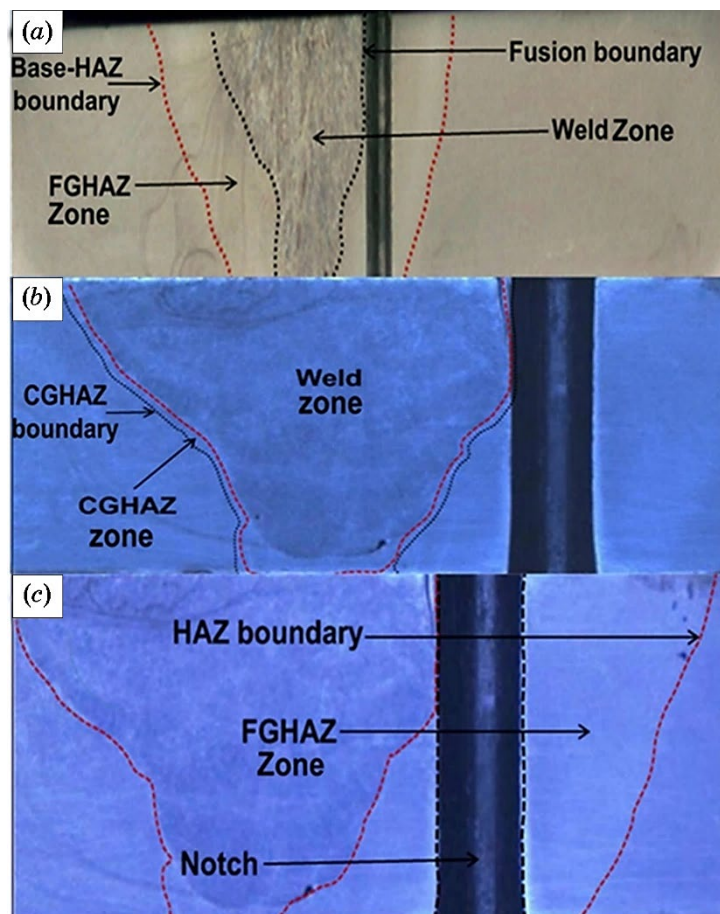 (a)
Base-HAZ
boundary
Fusion boundary
Weld Zone
FGHAZ
Zone
(b)
Weld
zone
CGHAZ
boundary
CGHAZ
zone
(c)
HAZ boundary
FGHAZ
Zone
Notch